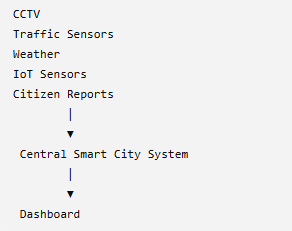 CCTV
Traffic Sensors
Weather
IoT Sensors
Citizen Reports
│
▼
Central Smart City System
│
▼
Dashboard